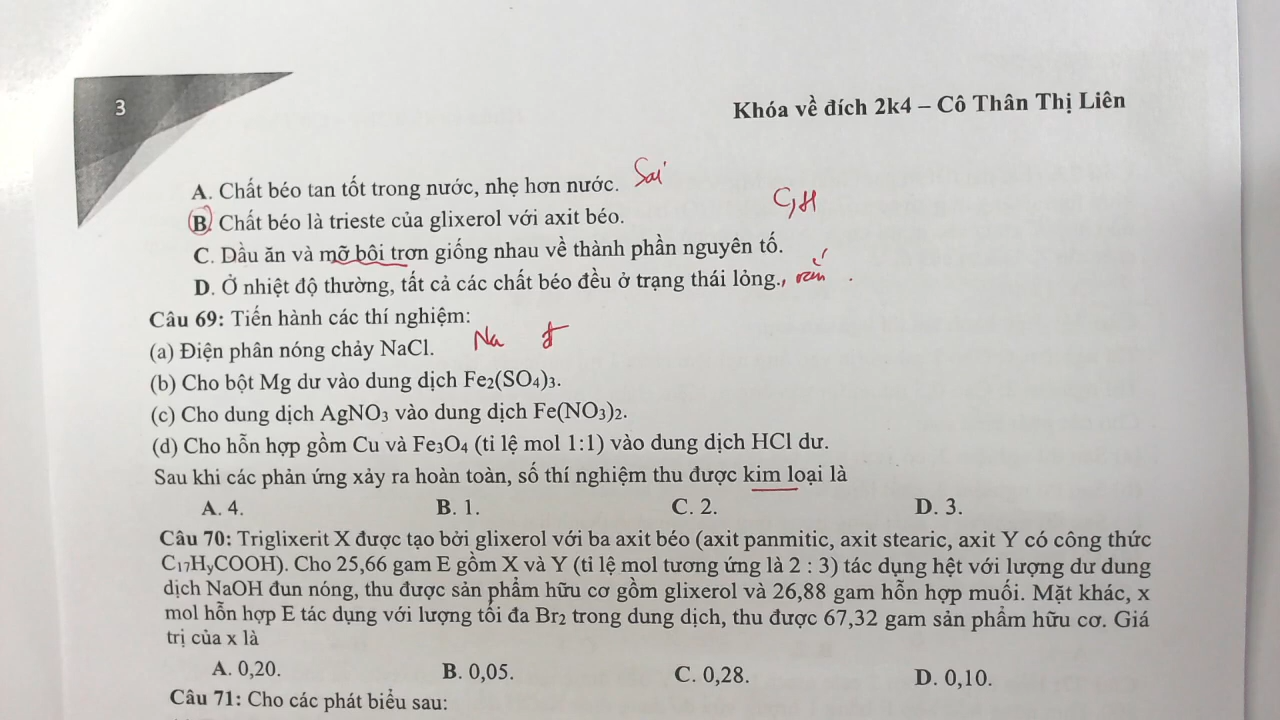 3
Khóa về đích 2k4 – Cô Thân Thị Liên
A. Chất béo tan tốt trong nước, nhẹ hơn nước. Sai
B. Chất béo là trieste của glixerol với axit béo.
C, H
C. Dầu ăn và mỡ bôi trơn giống nhau về thành phần nguyên tố.
D. Ở nhiệt độ thường, tất cả các chất béo đều ở trạng thái lỏng., rắn
Câu 69: Tiến hành các thí nghiệm:
(a) Điện phân nóng chảy NaCl. Na
(b) Cho bột Mg dư vào dung dịch Fe₂(SO₄)₃.
(c) Cho dung dịch AgNO₃ vào dung dịch Fe(NO₃)₂.
(d) Cho hỗn hợp gồm Cu và Fe₃O₄ (tỉ lệ mol 1:1) vào dung dịch HCl dư.
Sau khi các phản ứng xảy ra hoàn toàn, số thí nghiệm thu được kim loại là
A. 4. B. 1. C. 2. D. 3.
Câu 70: Triglixerit X được tạo bởi glixerol với ba axit béo (axit panmitic, axit stearic, axit Y có công thức
C₁₇HᵧCOOH). Cho 25,66 gam E gồm X và Y (tỉ lệ mol tương ứng là 2 : 3) tác dụng hệt với lượng dư dung
dịch NaOH đun nóng, thu được sản phẩm hữu cơ gồm glixerol và 26,88 gam hỗn hợp muối. Mặt khác, x
mol hỗn hợp E tác dụng với lượng tối đa Br₂ trong dung dịch, thu được 67,32 gam sản phẩm hữu cơ. Giá
trị của x là
A. 0,20. B. 0,05. C. 0,28. D. 0,10.
Câu 71: Cho các phát biểu sau: